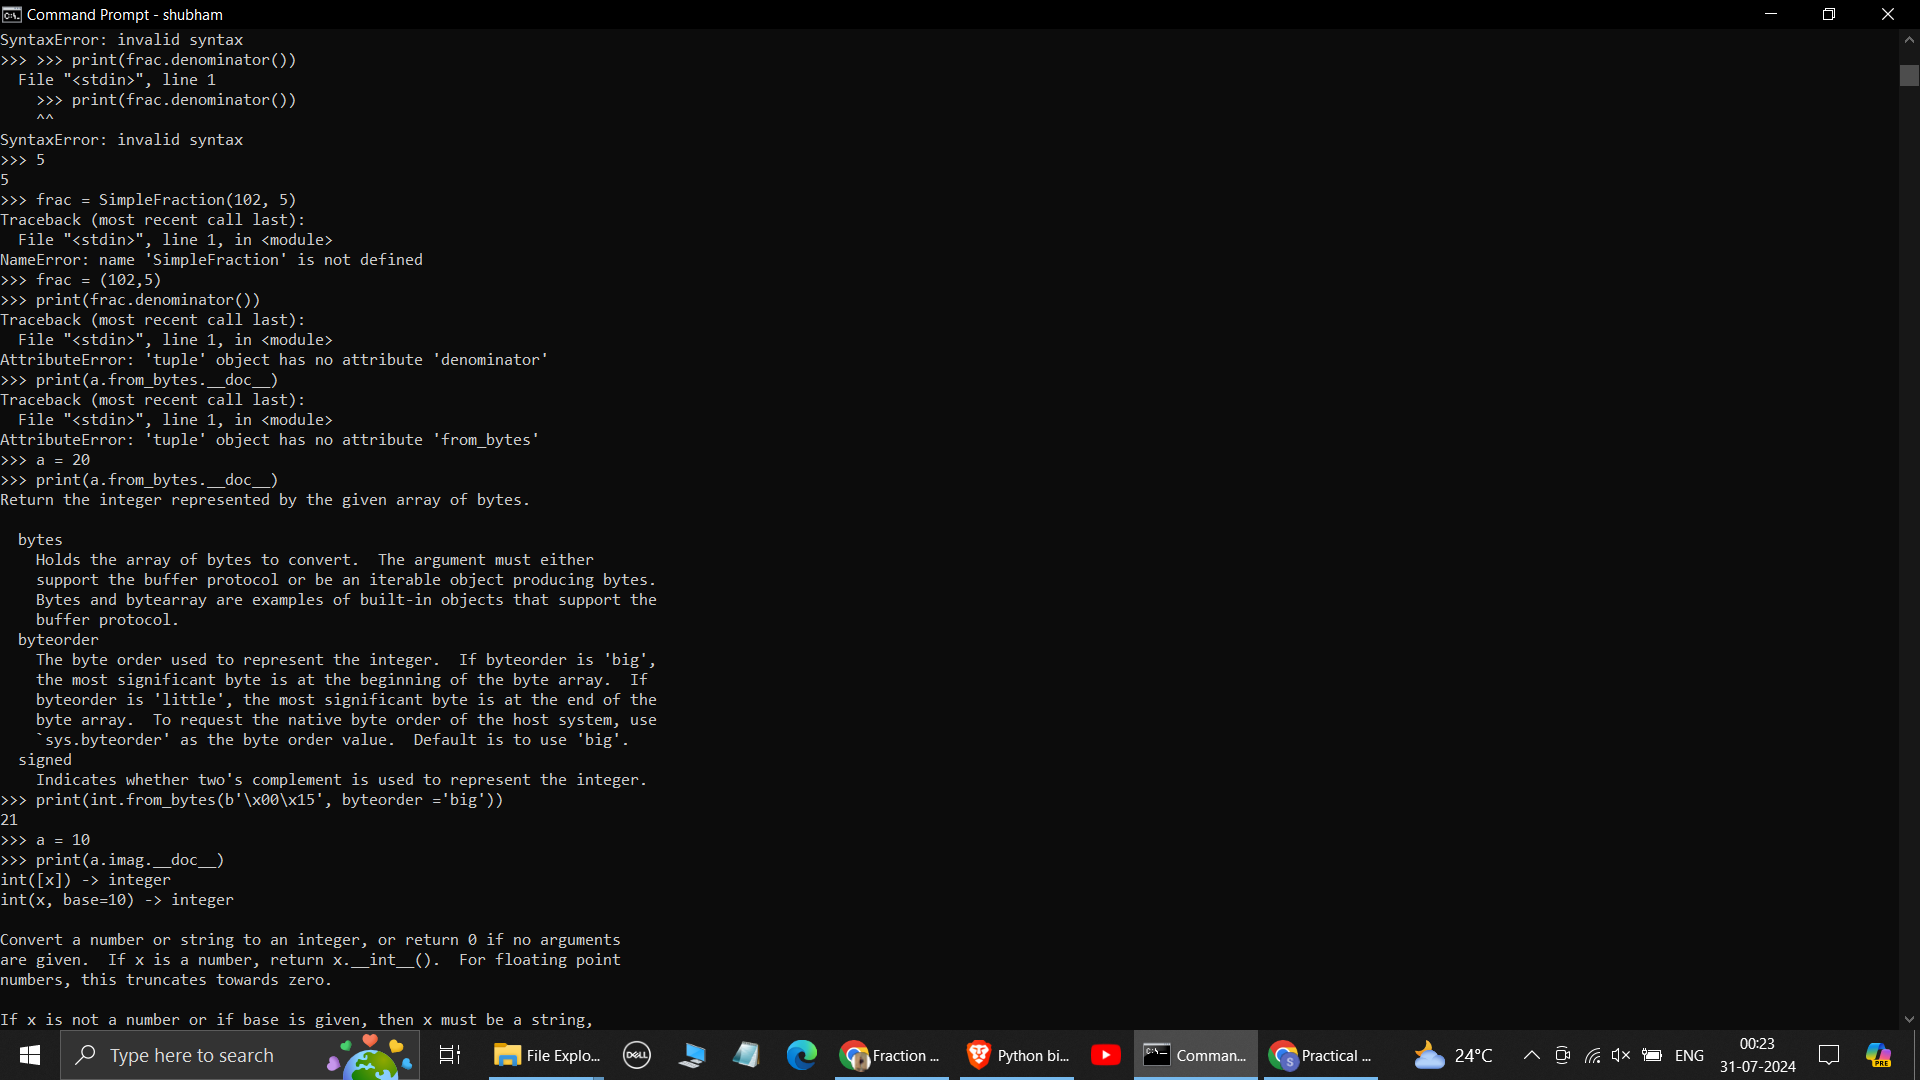 Command Prompt - shubham
SyntaxError: invalid syntax
>>> >>> print(frac.denominator())
  File "<stdin>", line 1
    >>> print(frac.denominator())
    ^^
SyntaxError: invalid syntax
>>> 5
5
>>> frac = SimpleFraction(102, 5)
Traceback (most recent call last):
  File "<stdin>", line 1, in <module>
NameError: name 'SimpleFraction' is not defined
>>> frac = (102,5)
>>> print(frac.denominator())
Traceback (most recent call last):
  File "<stdin>", line 1, in <module>
AttributeError: 'tuple' object has no attribute 'denominator'
>>> print(a.from_bytes.__doc__)
Traceback (most recent call last):
  File "<stdin>", line 1, in <module>
AttributeError: 'tuple' object has no attribute 'from_bytes'
>>> a = 20
>>> print(a.from_bytes.__doc__)
Return the integer represented by the given array of bytes.

  bytes
    Holds the array of bytes to convert.  The argument must either
    support the buffer protocol or be an iterable object producing bytes.
    Bytes and bytearray are examples of built-in objects that support the
    buffer protocol.
  byteorder
    The byte order used to represent the integer.  If byteorder is 'big',
    the most significant byte is at the beginning of the byte array.  If
    byteorder is 'little', the most significant byte is at the end of the
    byte array.  To request the native byte order of the host system, use
    `sys.byteorder' as the byte order value.  Default is to use 'big'.
  signed
    Indicates whether two's complement is used to represent the integer.
>>> print(int.from_bytes(b'\x00\x15', byteorder ='big'))
21
>>> a = 10
>>> print(a.imag.__doc__)
int([x]) -> integer
int(x, base=10) -> integer

Convert a number or string to an integer, or return 0 if no arguments
are given.  If x is a number, return x.__int__().  For floating point
numbers, this truncates towards zero.

If x is not a number or if base is given, then x must be a string,
Type here to search
File Explo...
DELL
Fraction ...
Python bi...
Comman...
S
Practical ...
24°C
ENG
00:23
31-07-2024
PRE